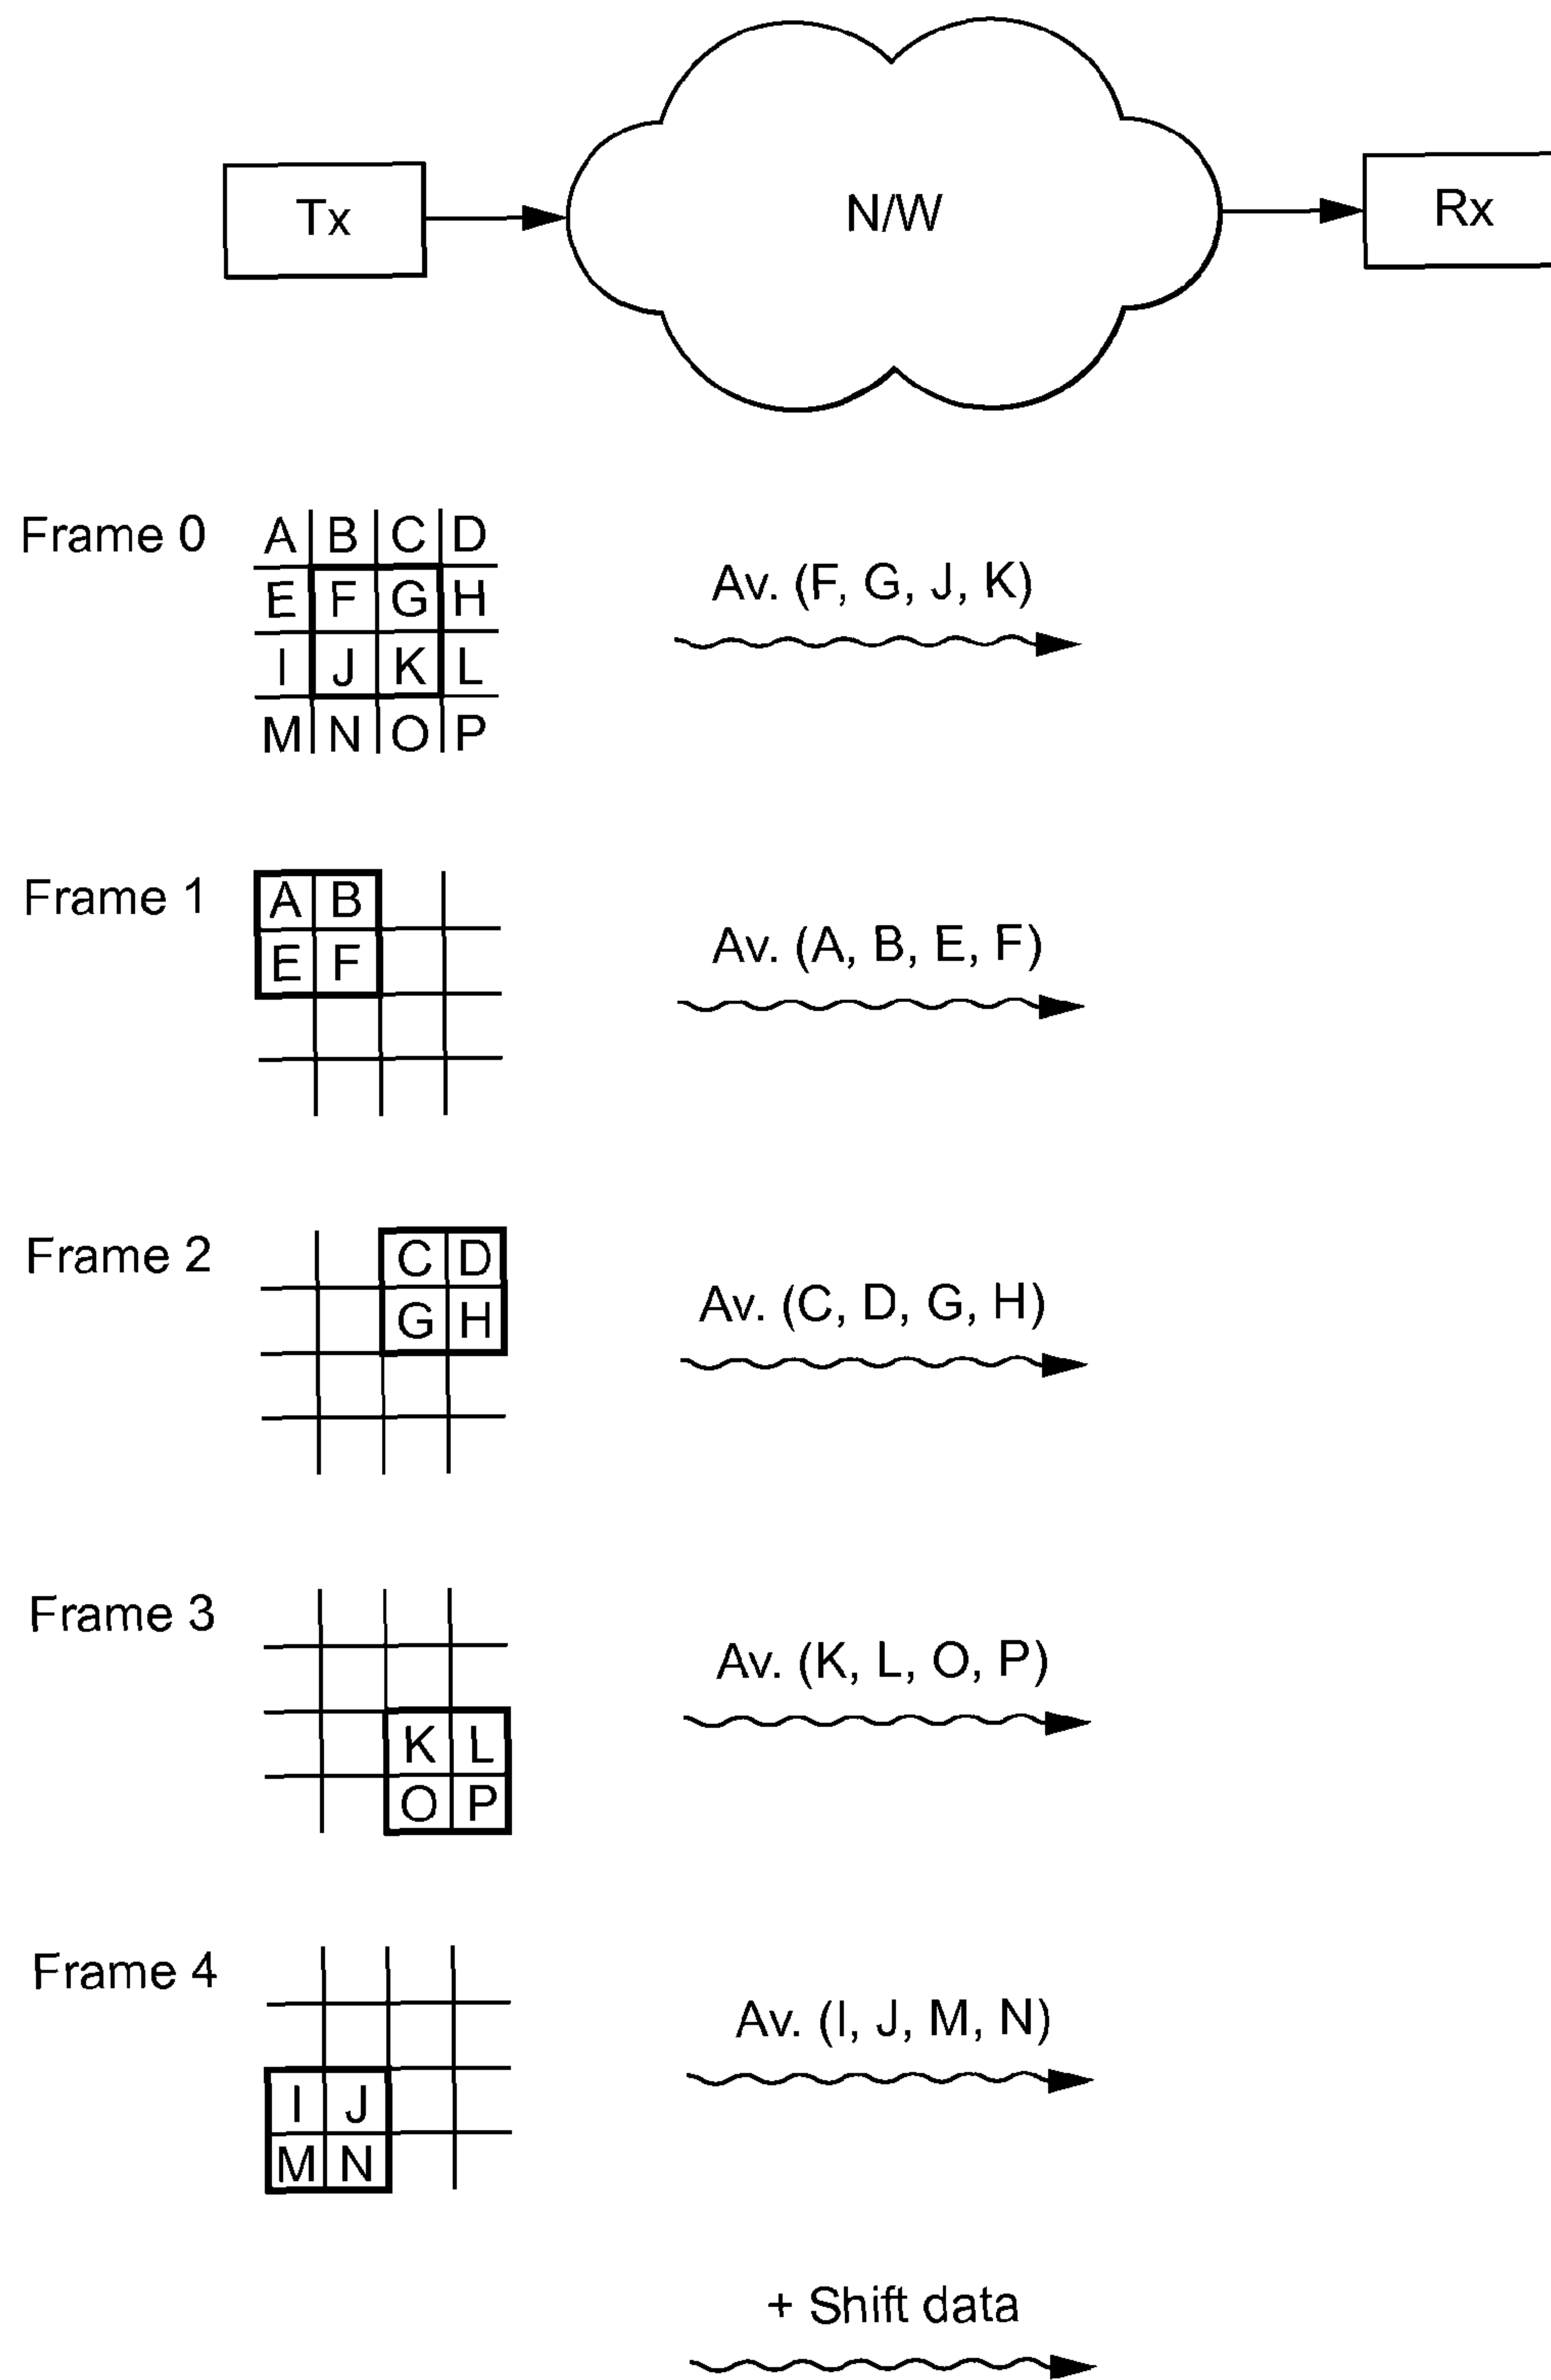 Tx N/W Rx
Frame 0
A B C D
E F G H
I J K L
M N O P
Av. (F, G, J, K)
Frame 1
A B
E F
Av. (A, B, E, F)
Frame 2
C D
G H
Av. (C, D, G, H)
Frame 3
K L
O P
Av. (K, L, O, P)
Frame 4
I J
M N
Av. (I, J, M, N)
+ Shift data